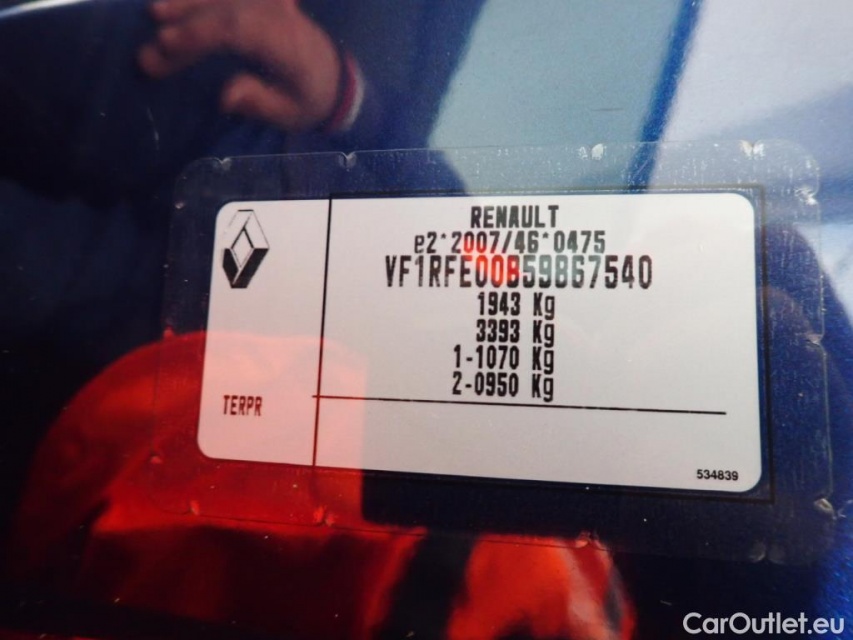 RENAULT
e2*2007/46*0475
VF1RFE00B59867540
1943 Kg
3393 Kg
1-1070 Kg
2-0950 Kg
TERPR
534839
CarOutlet.eu